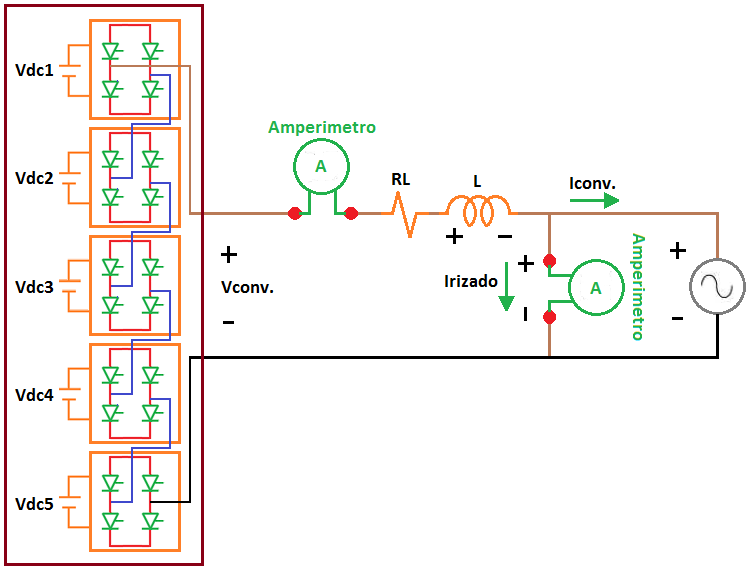 Vdc1
Vdc2
Vdc3
Vdc4
Vdc5
Amperimetro
A
RL
L
Iconv.
+
-
+
Vconv.
-
Irizado
+
A
-
Amperimetro
+
-